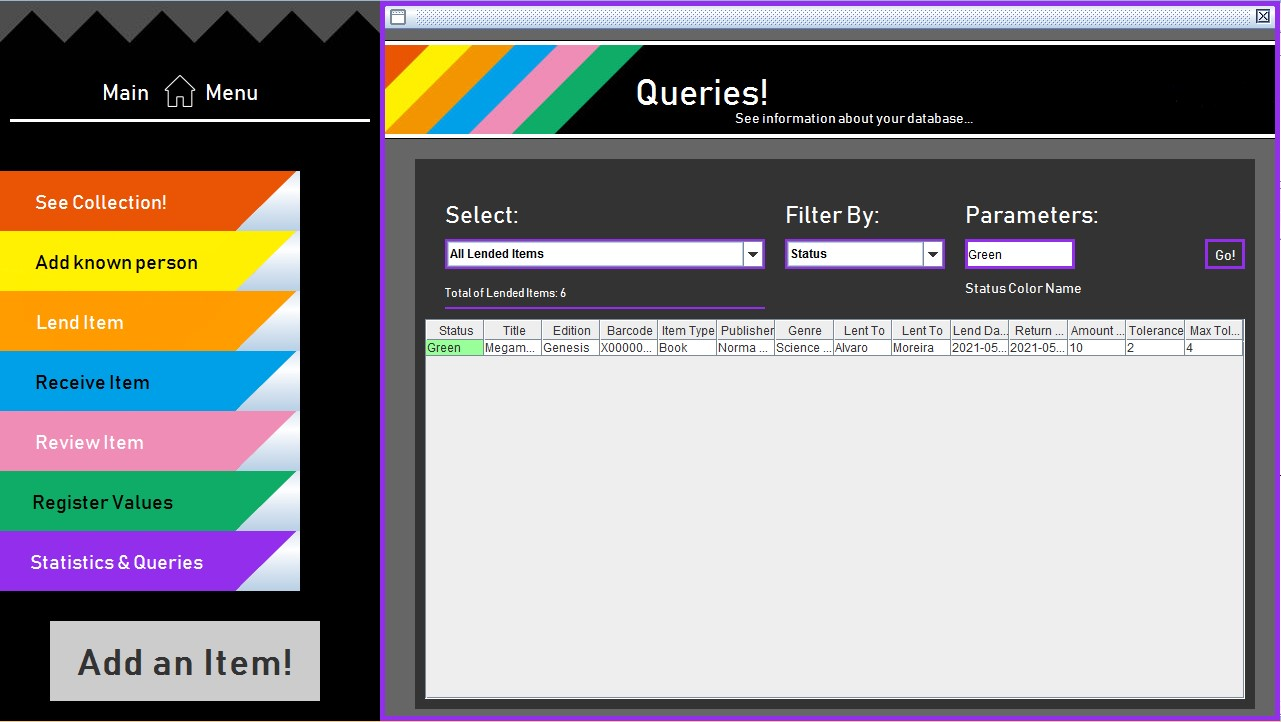 Main Menu
See Collection!
Add known person
Lend Item
Receive Item
Review Item
Register Values
Statistics & Queries
Add an Item!
Queries!
See information about your database...
Select: Filter By: Parameters:
All Lended Items Status Green Go!
Total of Lended Items: 6 Status Color Name
Status Title Edition Barcode Item Type Publisher Genre Lent To Lent To Lend Da... Return ... Amount ... Tolerance Max Tol...
Green Megam... Genesis X00000... Book Norma ... Science ... Alvaro Moreira 2021-05... 2021-05... 10 2 4